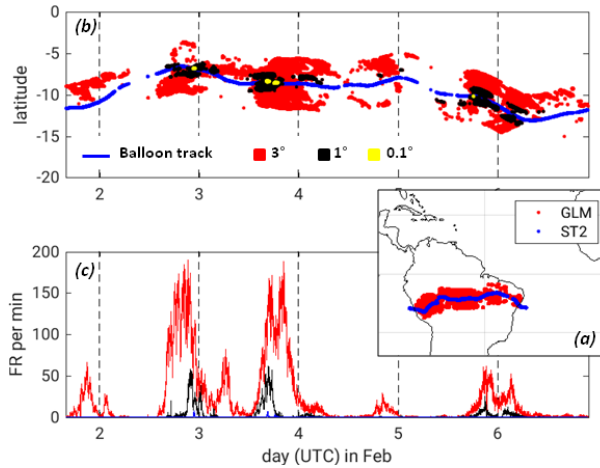 (b)
0
-5
-10
-15
-20
latitude
Balloon track 3° 1° 0.1°
2 3 4 5 6
GLM
ST2
(a)
(c)
200
150
100
50
0
FR per min
2 3 4 5 6
day (UTC) in Feb